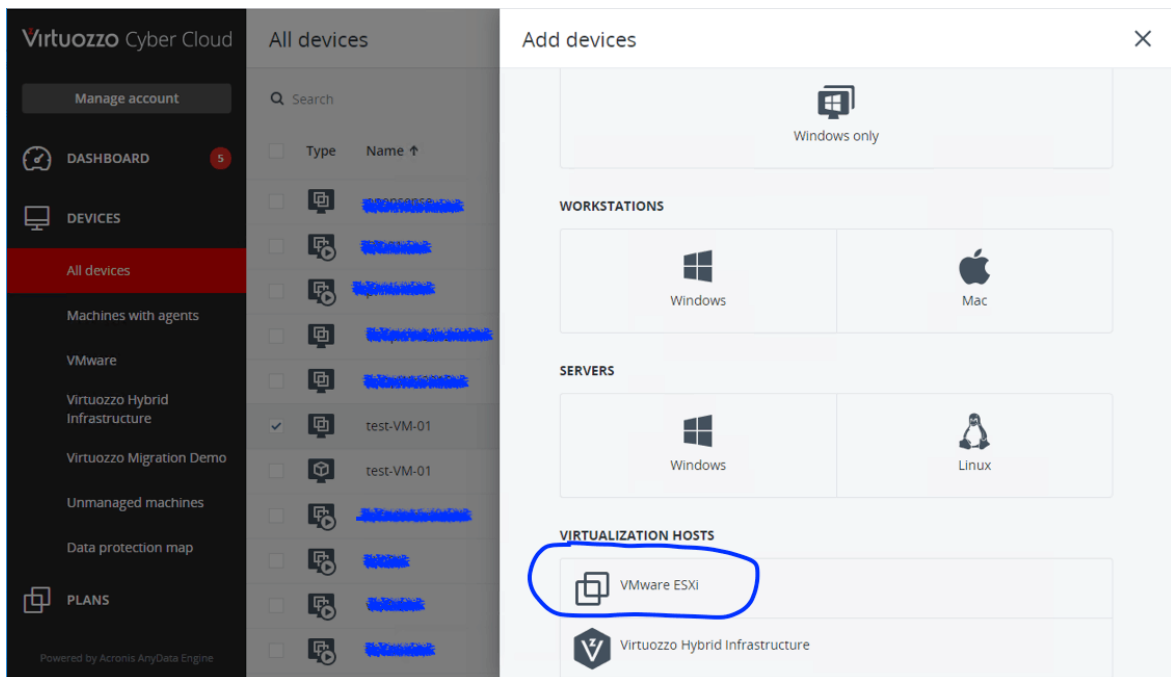 Virtuozzo Cyber Cloud
Manage account
DASHBOARD 5
DEVICES
All devices
Machines with agents
VMware
Virtuozzo Hybrid
Infrastructure
Virtuozzo Migration Demo
Unmanaged machines
Data protection map
PLANS
Powered by Acronis AnyData Engine
All devices
Search
Type Name ↑
test-VM-01
test-VM-01
Add devices
Windows only
WORKSTATIONS
Windows Mac
SERVERS
Windows Linux
VIRTUALIZATION HOSTS
VMware ESXi
Virtuozzo Hybrid Infrastructure